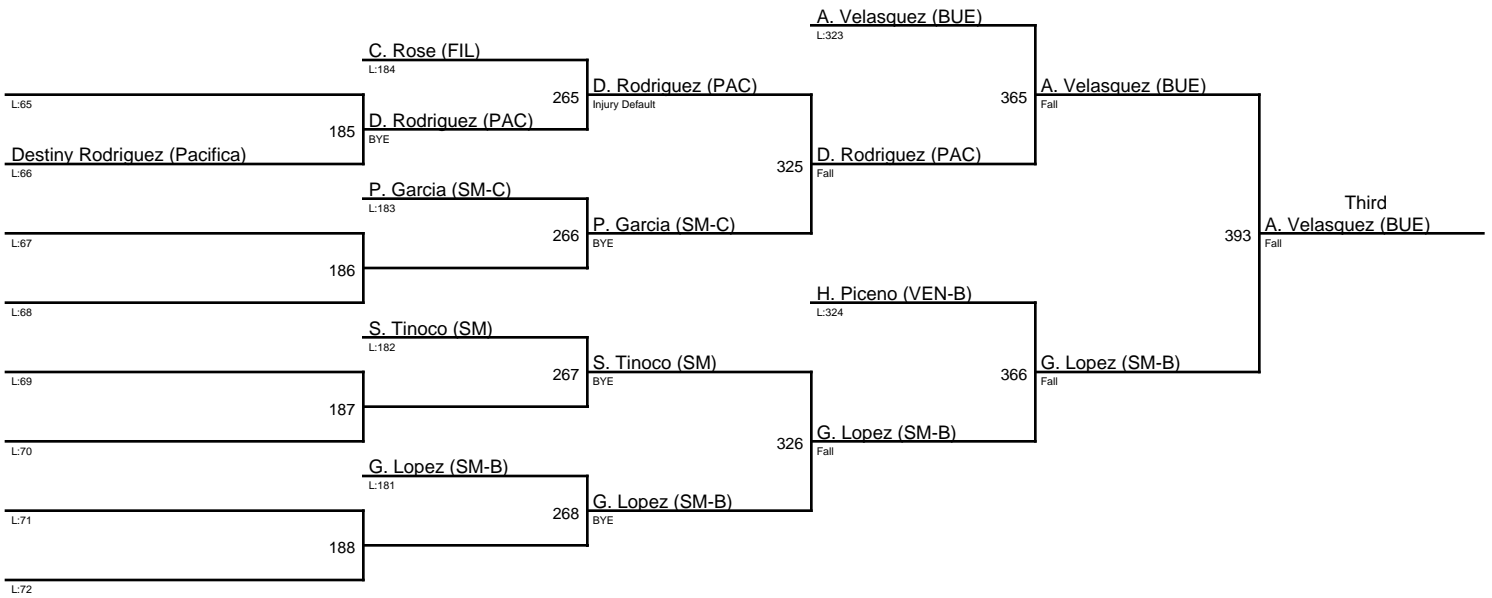 A. Velasquez (BUE)
L:323
C. Rose (FIL)
L:184
265
D. Rodriguez (PAC)
Injury Default
365
A. Velasquez (BUE)
Fall
L:65
185
D. Rodriguez (PAC)
BYE
Destiny Rodriguez (Pacifica)
L:66
325
D. Rodriguez (PAC)
Fall
P. Garcia (SM-C)
L:183
Third
L:67
266
P. Garcia (SM-C)
BYE
393
A. Velasquez (BUE)
Fall
186
L:68
H. Piceno (VEN-B)
L:324
S. Tinoco (SM)
L:182
L:69
267
S. Tinoco (SM)
BYE
366
G. Lopez (SM-B)
Fall
187
L:70
326
G. Lopez (SM-B)
Fall
G. Lopez (SM-B)
L:181
L:71
268
G. Lopez (SM-B)
BYE
188
L:72